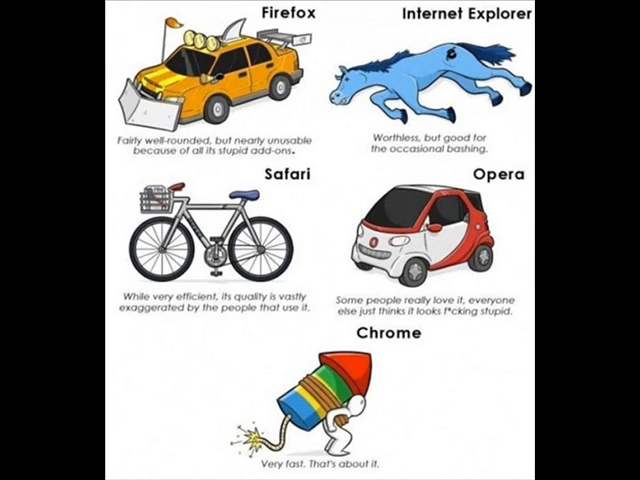 Firefox
Internet Explorer
Fairly well-rounded, but nearly unusable
because of all its stupid add-ons.
Worthless, but good for
the occasional bashing.
Safari
Opera
While very efficient, its quality is vastly
exaggerated by the people that use it.
Some people really love it, everyone
else just thinks it looks f*cking stupid.
Chrome
Very fast. That's about it.